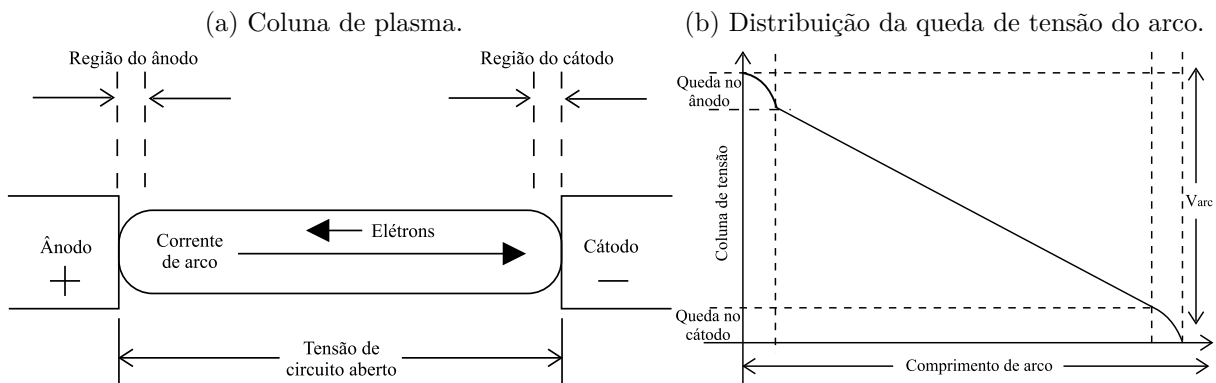 (a) Coluna de plasma.
Região do ânodo
Região do cátodo
Ânodo
+
Corrente
de arco
Elétrons
Cátodo
−
Tensão de
circuito aberto
(b) Distribuição da queda de tensão do arco.
Queda no
ânodo
Coluna de tensão
Varc
Queda no
cátodo
Comprimento de arco